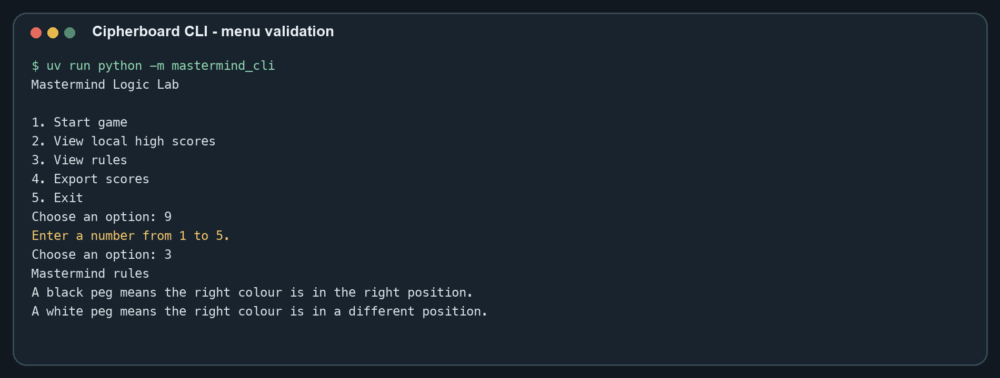 Cipherboard CLI - menu validation
$ uv run python —m mastermind_cli
Mastermind Logic Lab
1. Start game
2. View local high scores
3. View rules
4. Export scores
5. Exit
Choose an option: 9
Enter a number from 1 to 5.
Choose an option: 3
Mastermind rules
A black peg means the right colour is in the right position.
A white peg means the right colour is in a different position.